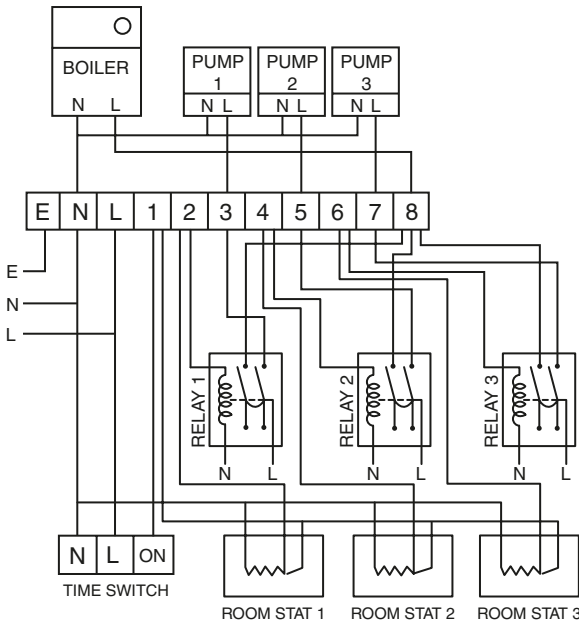 BOILER
N L
PUMP
1
N L
PUMP
2
N L
PUMP
3
N L
E N L 1 2 3 4 5 6 7 8
E
N
L
RELAY 1
N L
RELAY 2
N L
RELAY 3
N L
N L ON
TIME SWITCH
ROOM STAT 1
ROOM STAT 2
ROOM STAT 3